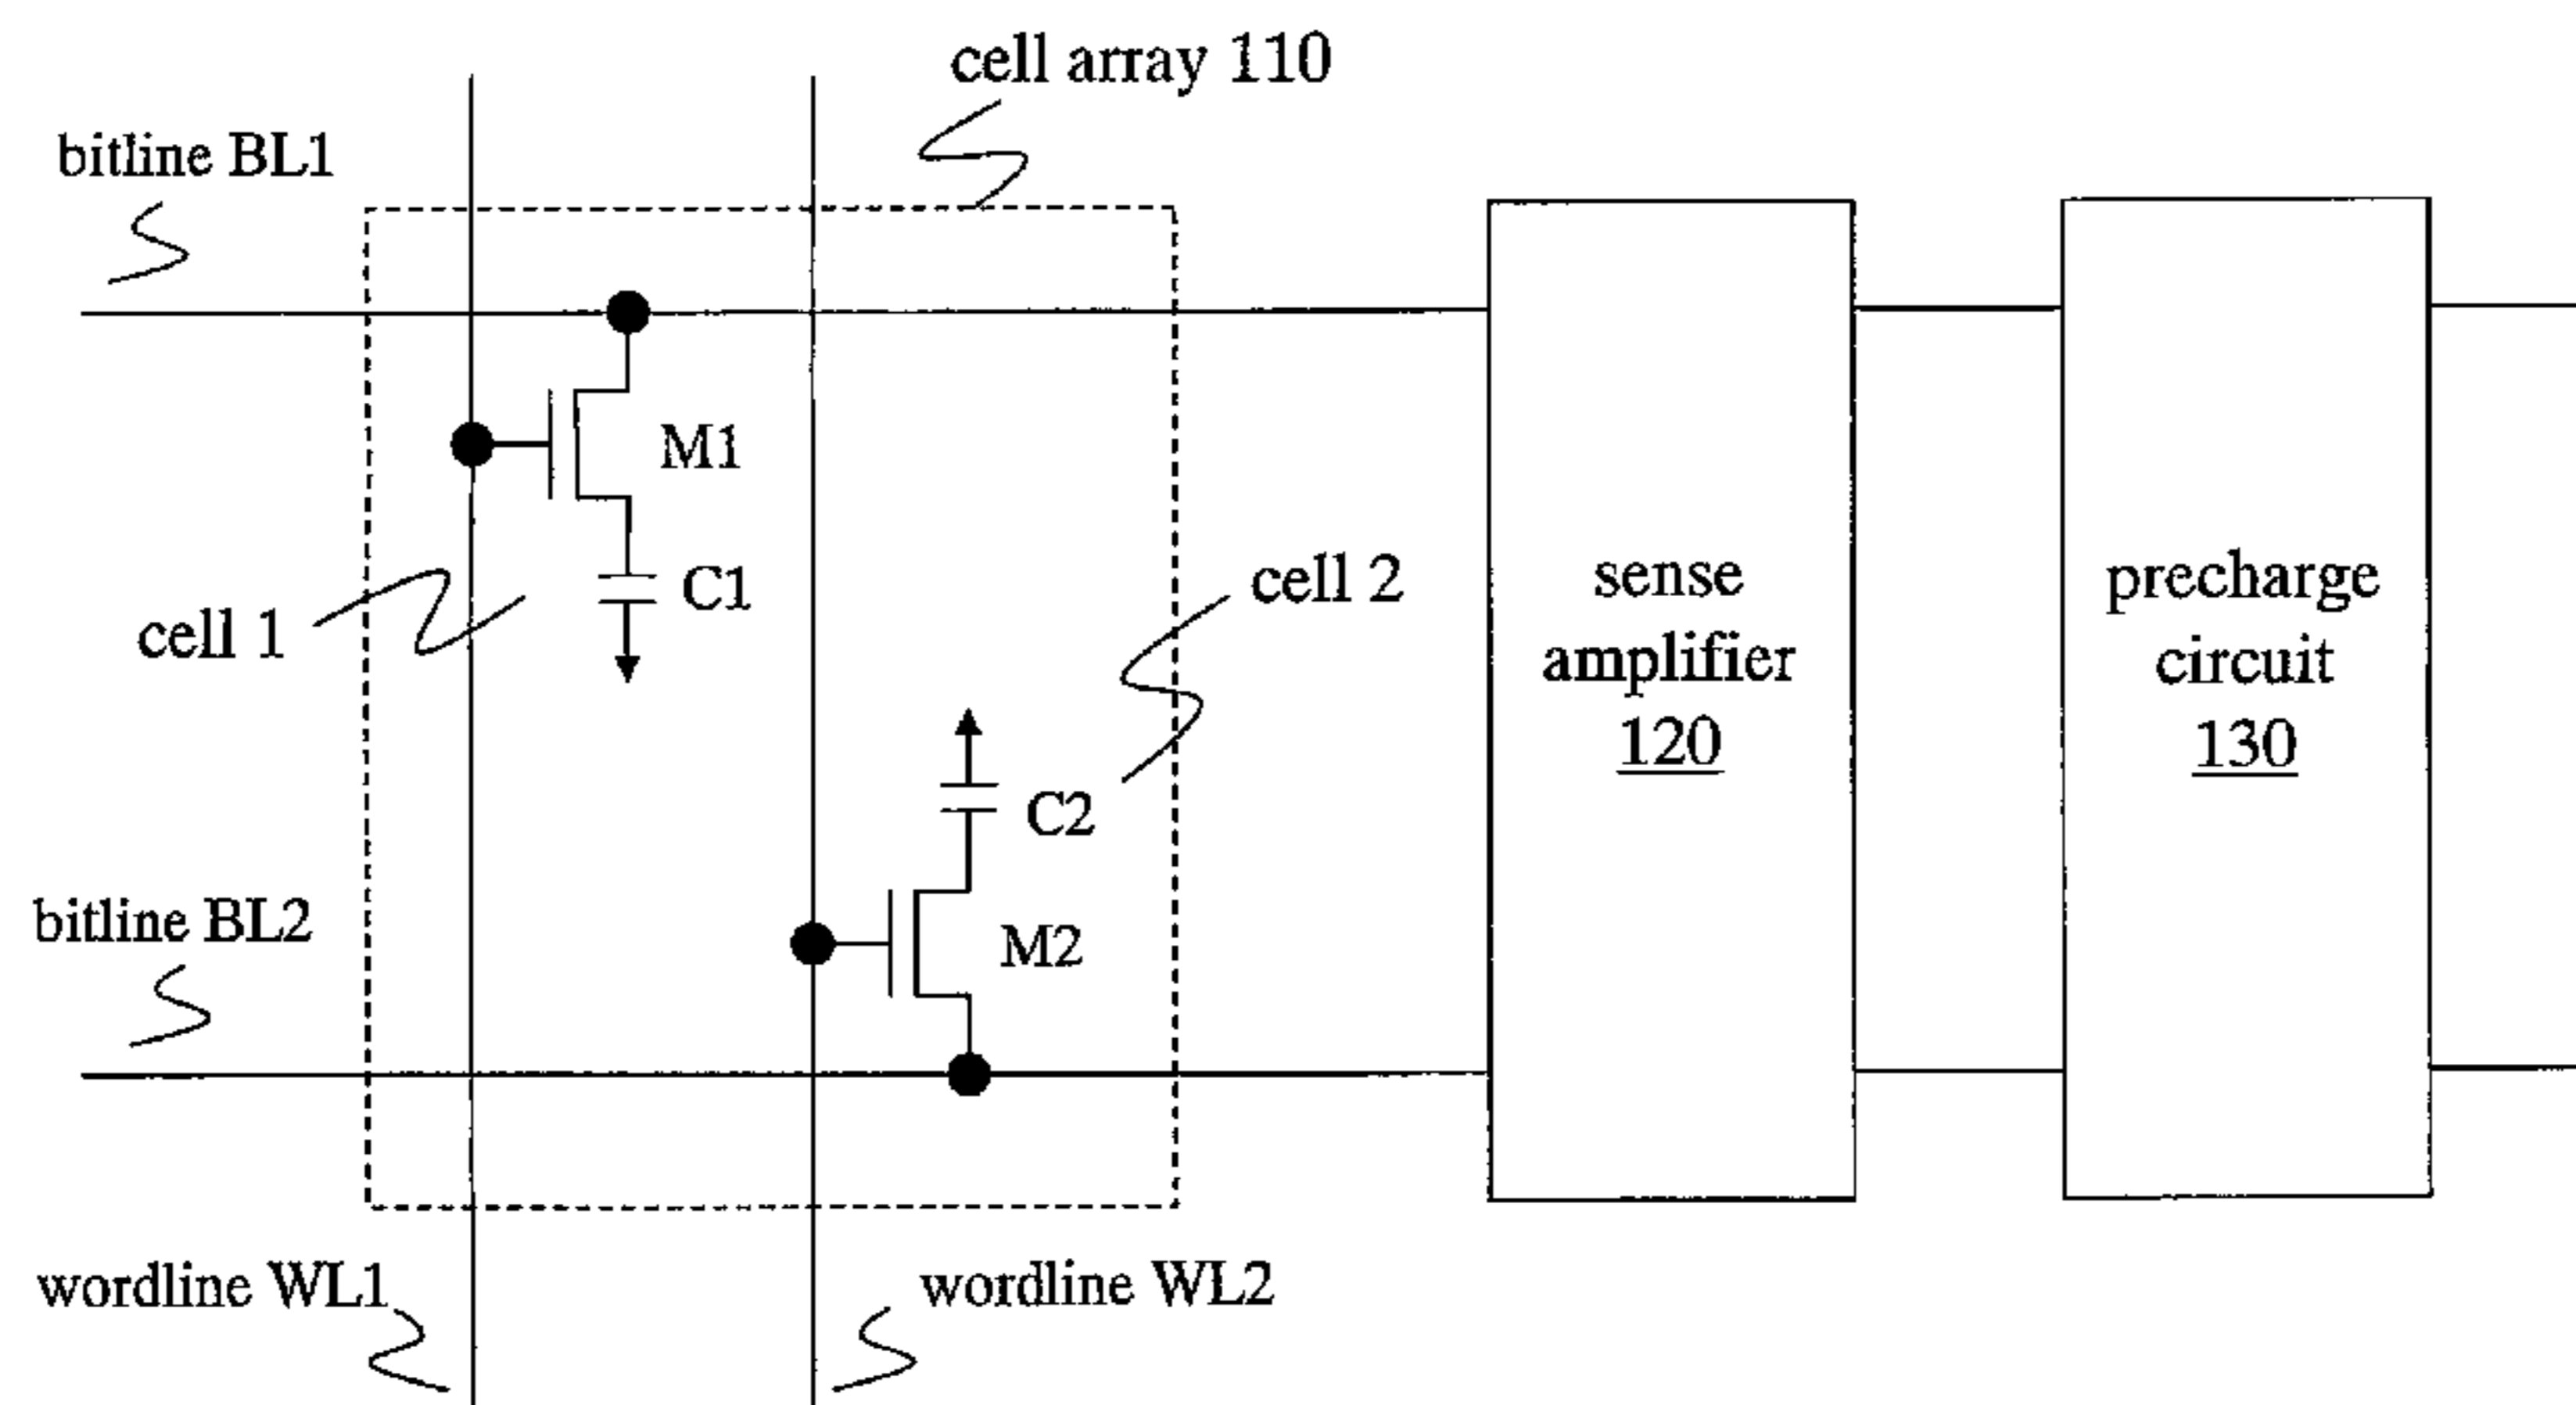 cell array 110
bitline BL1
M1
C1
cell 1
cell 2
sense
amplifier
120
precharge
circuit
130
C2
bitline BL2
M2
wordline WL1
wordline WL2